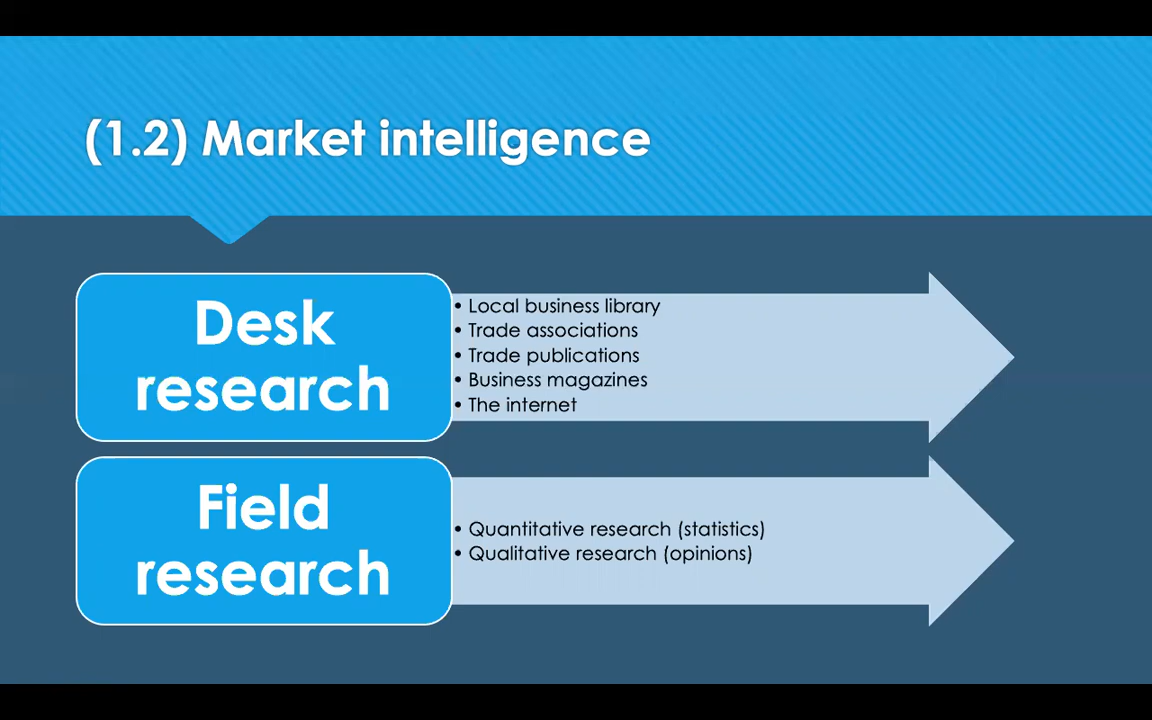 (1.2) Market intelligence
Desk
research
• Local business library
• Trade associations
• Trade publications
• Business magazines
• The internet
Field
research
• Quantitative research (statistics)
• Qualitative research (opinions)